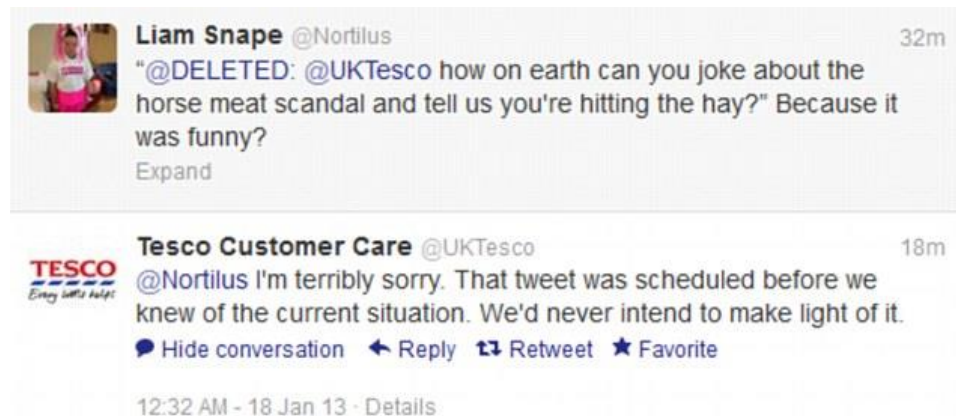 Liam Snape @Nortilus 32m
“@DELETED: @UKTesco how on earth can you joke about the
horse meat scandal and tell us you're hitting the hay?” Because it
was funny?
Expand
Tesco Customer Care @UKTesco 18m
TESCO
Every little helps
@Nortilus I'm terribly sorry. That tweet was scheduled before we
knew of the current situation. We'd never intend to make light of it.
Hide conversation Reply Retweet Favorite
12:32 AM - 18 Jan 13 · Details